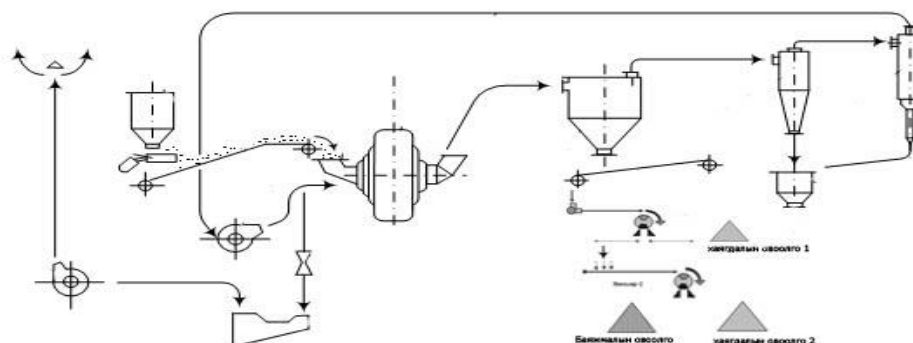 хаягдалын овоолго 1
Баяжмалын овоолго
хаягдалын овоолго 2